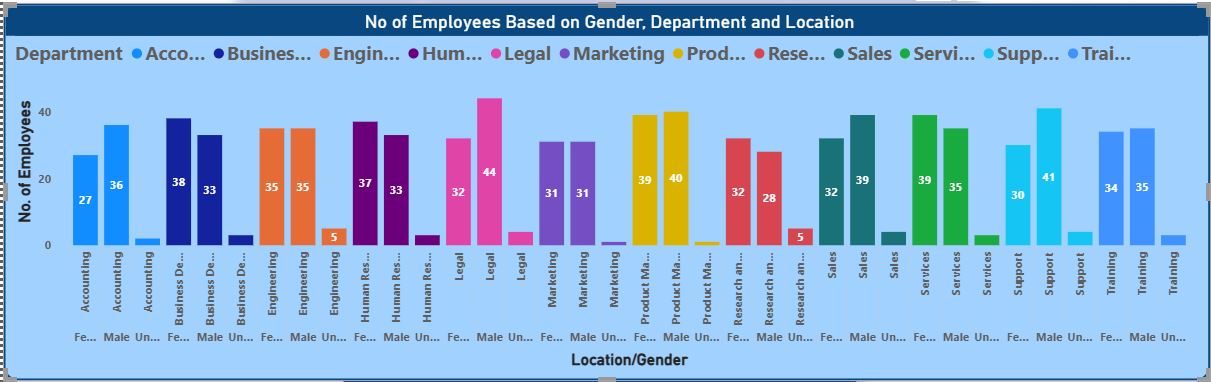 No of Employees Based on Gender, Department and Location
Department Acco... Busines... Engin... Hum... Legal Marketing Prod... Rese... Sales Servi... Supp... Trai...
No. of Employees
40
20
0
27 36 38 33 35 35 5 37 33 32 44 31 31 39 40 32 28 5 32 39 39 35 30 41 34 35
Accounting Accounting Accounting Business De... Business De... Business De... Engineering Engineering Engineering Human Res... Human Res... Human Res... Legal Legal Legal Marketing Marketing Marketing Product Ma... Product Ma... Product Ma... Research an... Research an... Research an... Sales Sales Sales Services Services Services Support Support Support Training Training Training
Fe... Male Un... Fe... Male Un... Fe... Male Un... Fe... Male Un... Fe... Male Un... Fe... Male Un... Fe... Male Un... Fe... Male Un... Fe... Male Un... Fe... Male Un... Fe... Male Un... Fe... Male Un...
Location/Gender